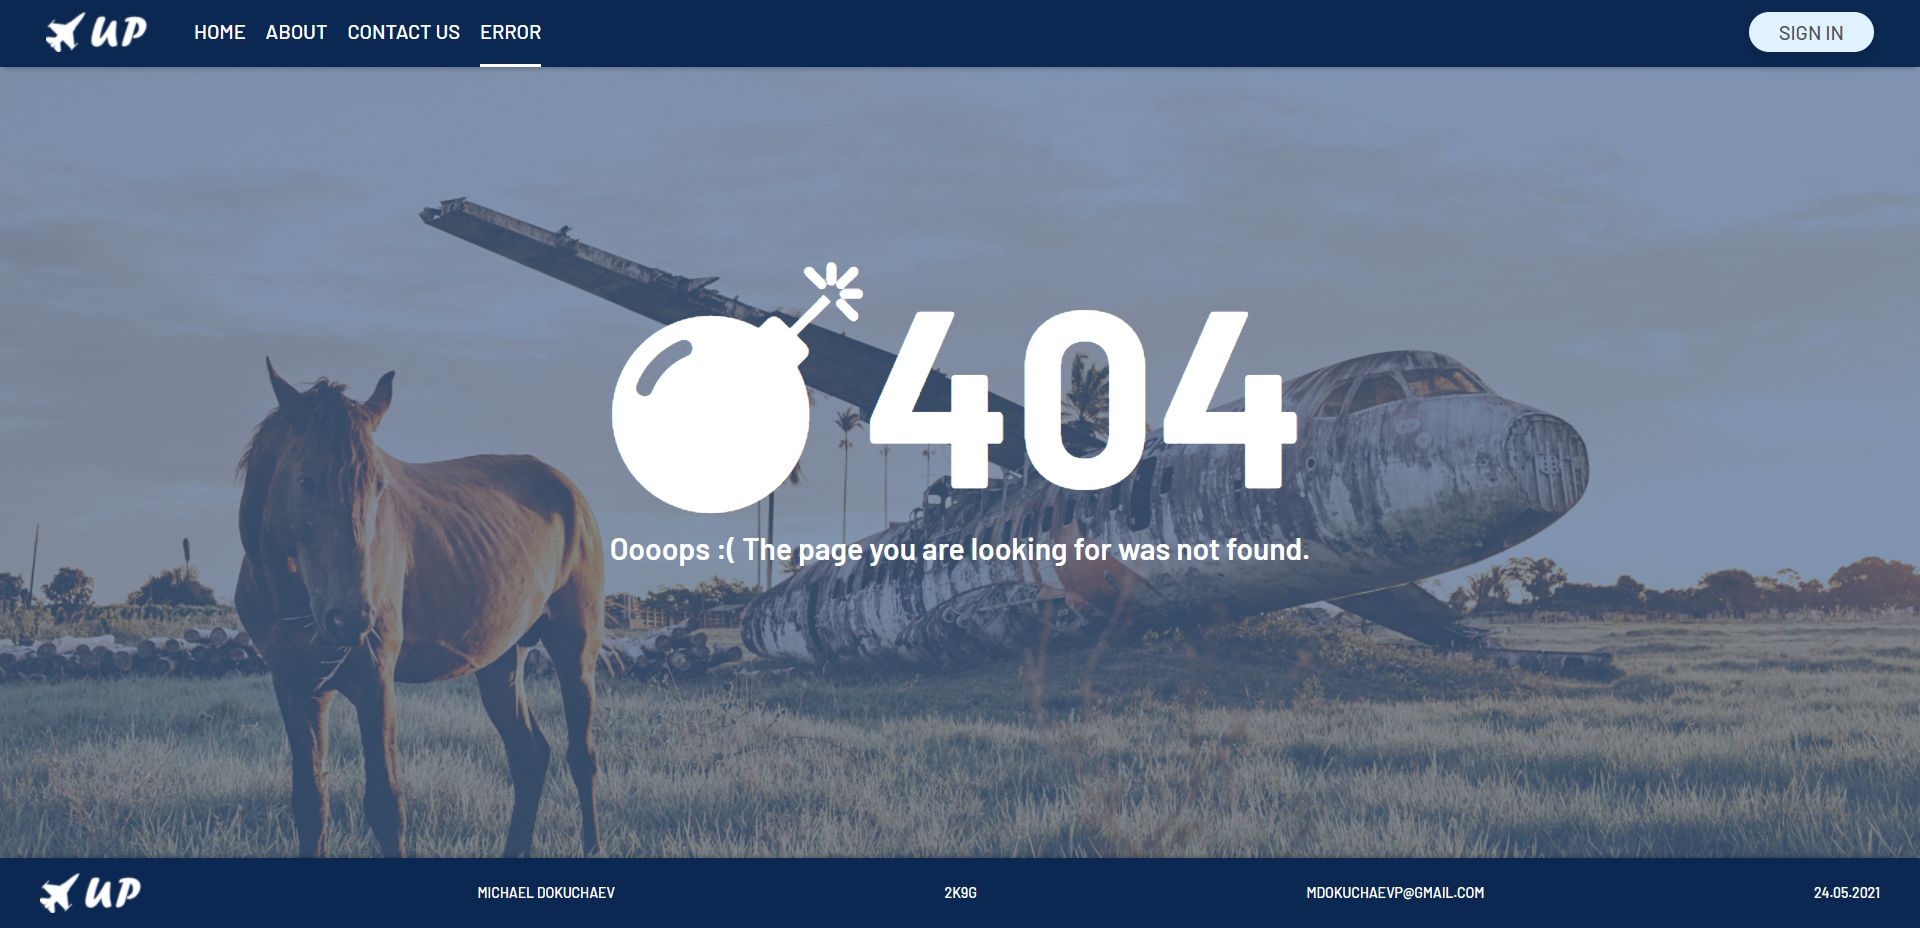 UP
HOME ABOUT CONTACT US ERROR
SIGN IN
404
Oooops :( The page you are looking for was not found.
UP
MICHAEL DOKUCHAEV
2K9G
MDOKUCHAEVP@GMAIL.COM
24.05.2021